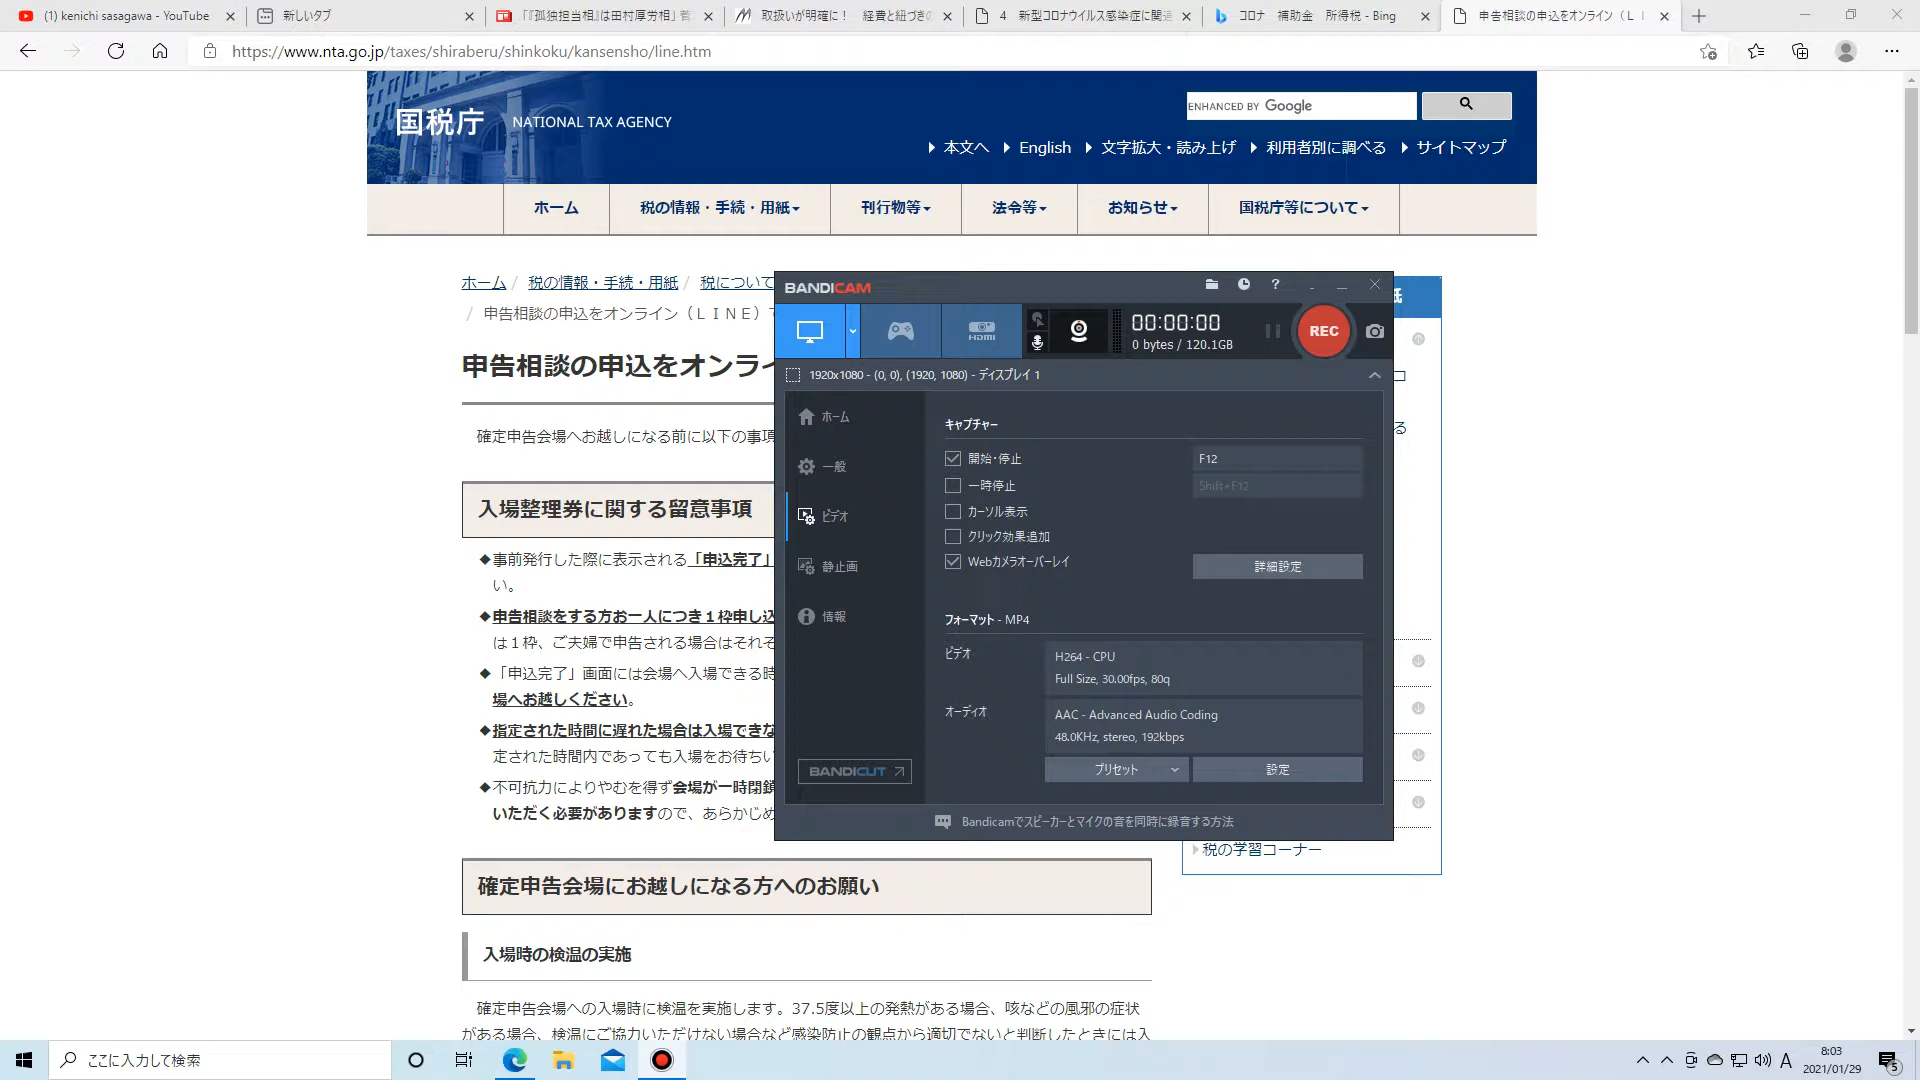 (1) kenichi sasagawa - YouTube
新しいタブ
「『孤独担当相』は田村厚労相」菅
取扱いが明確に！ 経費と紐づき
4 新型コロナウイルス感染症に関連
コロナ 補助金 所得税 - Bing
申告相談の申込をオンライン（Ｌ
https://www.nta.go.jp/taxes/shiraberu/shinkoku/kansensho/line.htm
国税庁 NATIONAL TAX AGENCY
ENHANCED BY Google
本文へ English 文字拡大・読み上げ 利用者別に調べる サイトマップ
ホーム 税の情報・手続・用紙 刊行物等 法令等 お知らせ 国税庁等について
ホーム / 税の情報・手続・用紙 / 税について
/ 申告相談の申込をオンライン（ＬＩＮＥ）で
申告相談の申込をオンライ
確定申告会場へお越しになる前に以下の事項
入場整理券に関する留意事項
◆事前発行した際に表示される「申込完了」
い。
◆申告相談をする方お一人につき１枠申し込
は１枠、ご夫婦で申告される場合はそれぞ
◆「申込完了」画面には会場へ入場できる時
場へお越しください。
◆指定された時間に遅れた場合は入場できな
定された時間内であっても入場をお待ちい
◆不可抗力によりやむを得ず会場が一時閉鎖
いただく必要がありますので、あらかじめ
確定申告会場にお越しになる方へのお願い
入場時の検温の実施
確定申告会場への入場時に検温を実施します。37.5度以上の発熱がある場合、咳などの風邪の症状
がある場合、検温にご協力いただけない場合など感染防止の観点から適切でないと判断したときには入
紙
ロ
る
税の学習コーナー
BANDICAM
?
HDMI
00:00:00
0 bytes / 120.1GB
REC
1920x1080 - (0, 0), (1920, 1080) - ディスプレイ 1
ホーム
一般
ビデオ
静止画
情報
BANDICUT
キャプチャー
開始・停止 F12
一時停止 Shift+F12
カーソル表示
クリック効果追加
Webカメラオーバーレイ 詳細設定
フォーマット - MP4
ビデオ
H264 - CPU
Full Size, 30.00fps, 80q
オーディオ
AAC - Advanced Audio Coding
48.0KHz, stereo, 192kbps
プリセット 設定
Bandicamでスピーカーとマイクの音を同時に録音する方法
ここに入力して検索
A
8:03
2021/01/29
5